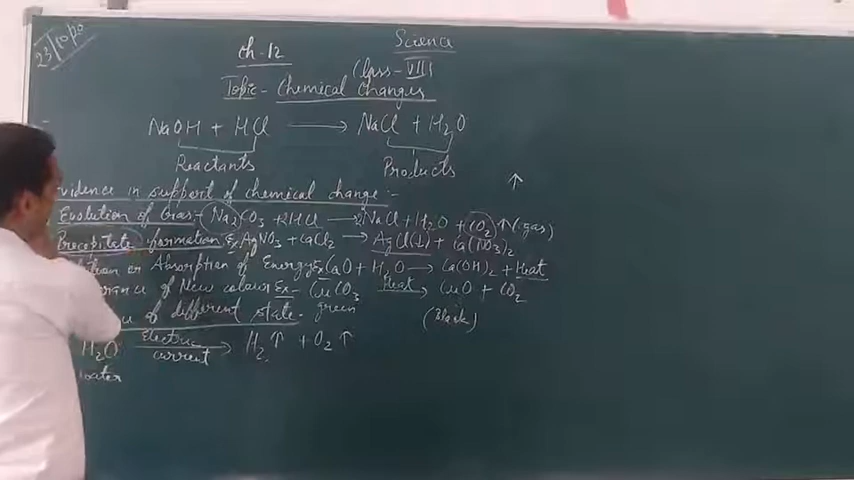 23/10/20
Science
Ch-12
Class-VIII
Topic- Chemical Changes
NaOH + HCl → NaCl + H₂O
Reactants Products
↑
vidence in support of chemical change:-
Evolution of Gas- Na₂CO₃ + 2HCl → 2NaCl + H₂O + CO₂ ↑ (gas)
Precipitate formation Ex AgNO₃ + CaCl₂ → AgCl(↓) + Ca(NO₃)₂
or Absorption of Energy Ex CaO + H₂O → Ca(OH)₂ + Heat
rance of New colour Ex- CuCO₃ Heat → CuO + CO₂
of different state- green (Black)
H₂O Electric current → H₂ ↑ + O₂ ↑
water